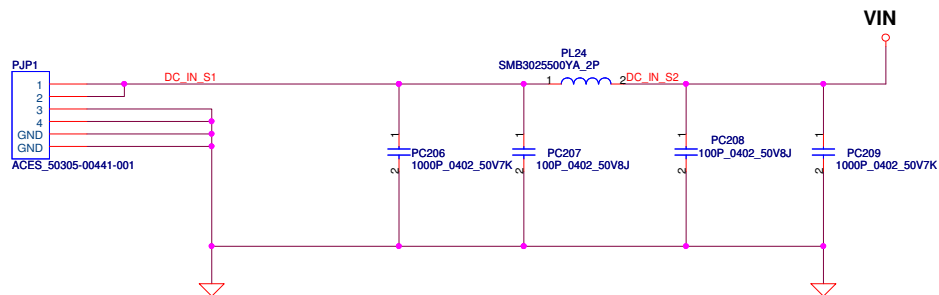 VIN
PL24
SMB3025500YA_2P
PJP1
DC_IN_S1
1
2
DC_IN_S2
1
2
3
4
GND
GND
ACES_50305-00441-001
1
2
PC206
1000P_0402_50V7K
1
2
PC207
100P_0402_50V8J
1
2
PC208
100P_0402_50V8J
1
2
PC209
1000P_0402_50V7K